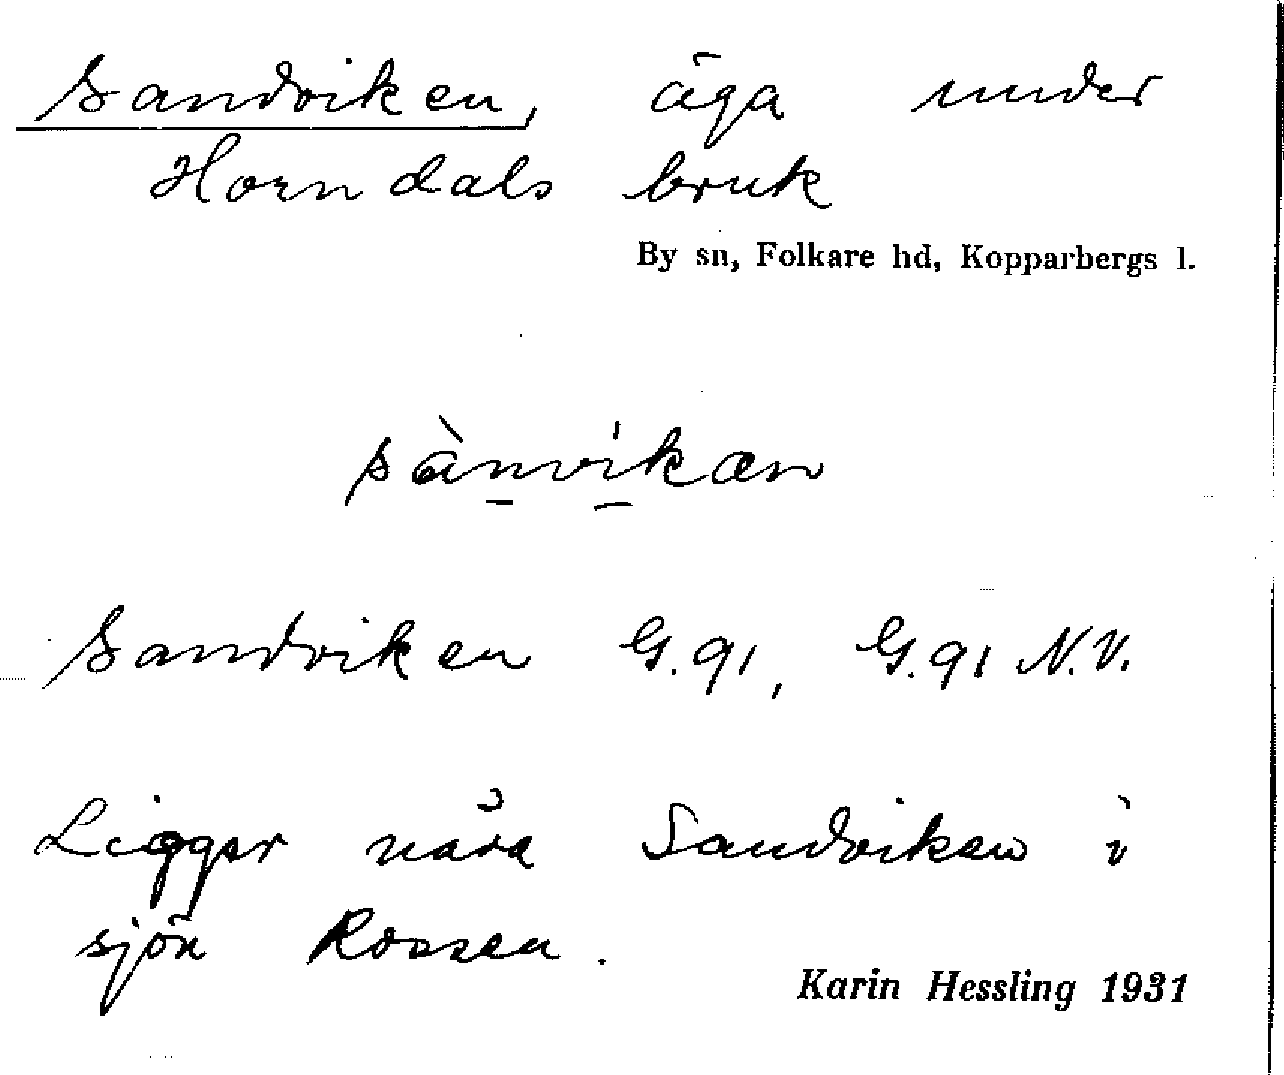 Sandviken, äga under
Horndals bruk
By sn, Folkare hd, Kopparbergs l.
sànvikæn
Sandviken G.91, G.91 N.V.
Ligger nära Sandviken i
sjön Rossen.
Karin Hessling 1931